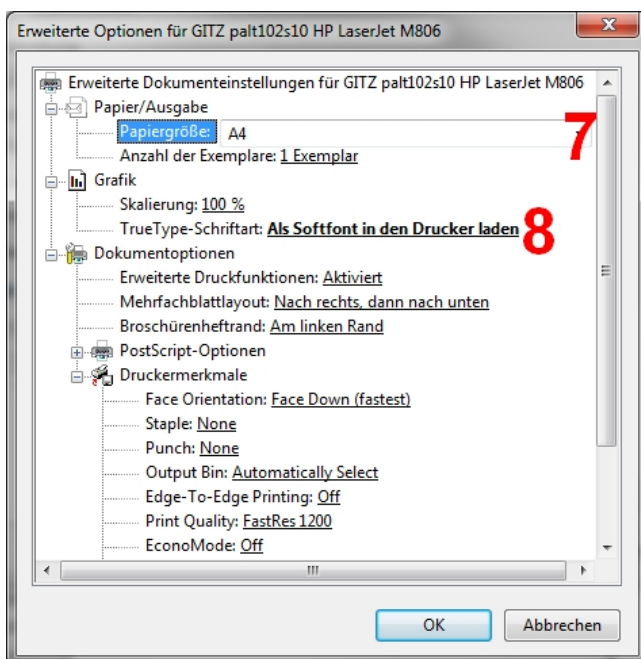 Erweiterte Optionen für GITZ palt102s10 HP LaserJet M806
Erweiterte Dokumenteinstellungen für GITZ palt102s10 HP LaserJet M806
Papier/Ausgabe
Papiergröße: A4
7
Anzahl der Exemplare: 1 Exemplar
Grafik
Skalierung: 100 %
TrueType-Schriftart: Als Softfont in den Drucker laden
8
Dokumentoptionen
Erweiterte Druckfunktionen: Aktiviert
Mehrfachblattlayout: Nach rechts, dann nach unten
Broschürenheftrand: Am linken Rand
PostScript-Optionen
Druckermerkmale
Face Orientation: Face Down (fastest)
Staple: None
Punch: None
Output Bin: Automatically Select
Edge-To-Edge Printing: Off
Print Quality: FastRes 1200
EconoMode: Off
OK
Abbrechen